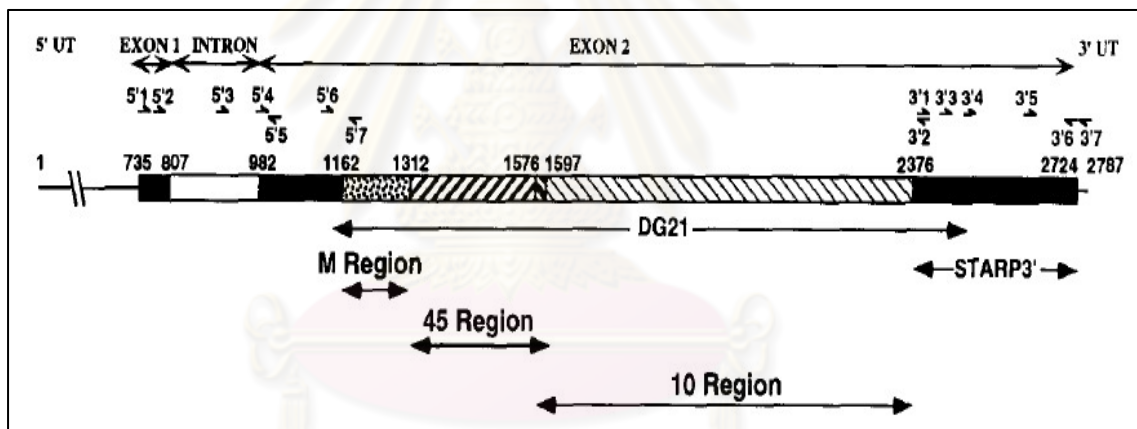 5' UT EXON 1 INTRON EXON 2 3' UT
5'1 5'2 5'3 5'4 5'6 3'1 3'3 3'4 3'5
5'5 5'7 3'2 3'6 3'7
1 735 807 982 1162 1312 1576 1597 2376 2724 2787
DG21
M Region STARP3'
45 Region
10 Region